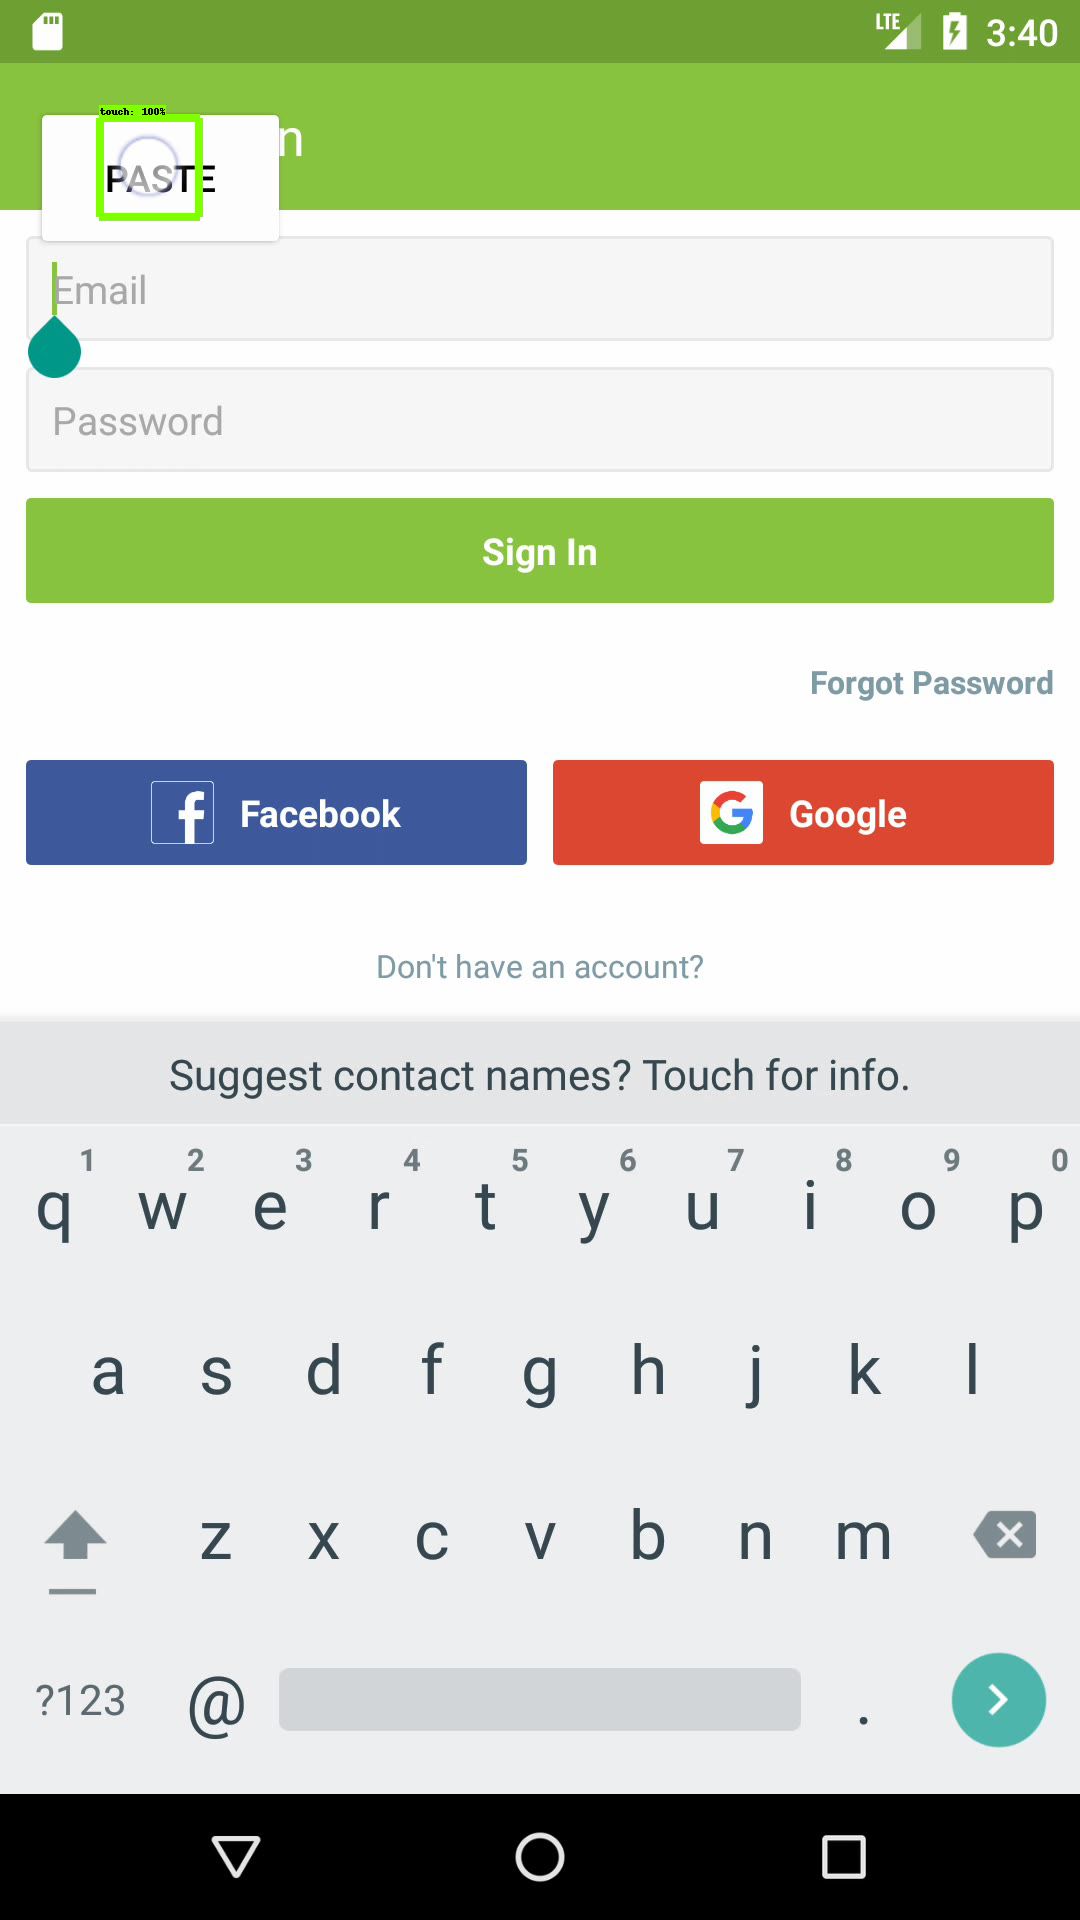 LTE 3:40
touch: 100%
n
PASTE
Email
Password
Sign In
Forgot Password
Facebook
Google
Don't have an account?
Suggest contact names? Touch for info.
1 2 3 4 5 6 7 8 9 0
q w e r t y u i o p
a s d f g h j k l
z x c v b n m
?123 @ .